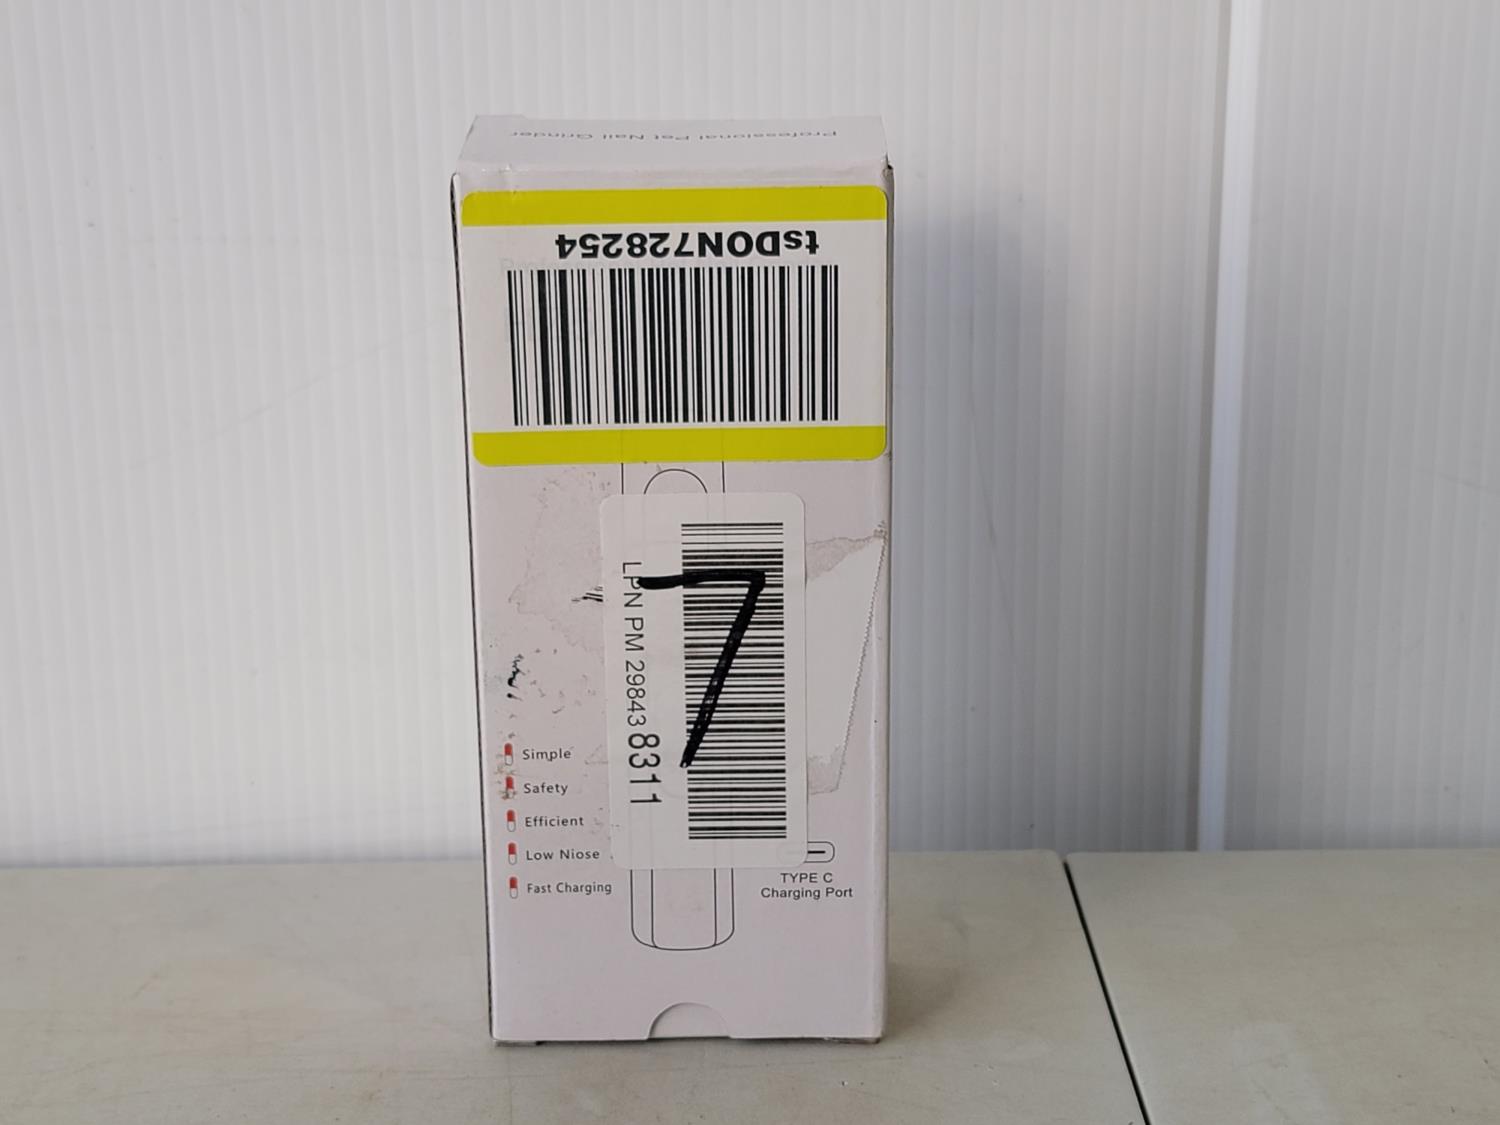 Professional Pet Nail Grinder
tsDON728254
LPN PM 29843 8311
7
Simple
Safety
Efficient
Low Niose
Fast Charging
TYPE C
Charging Port